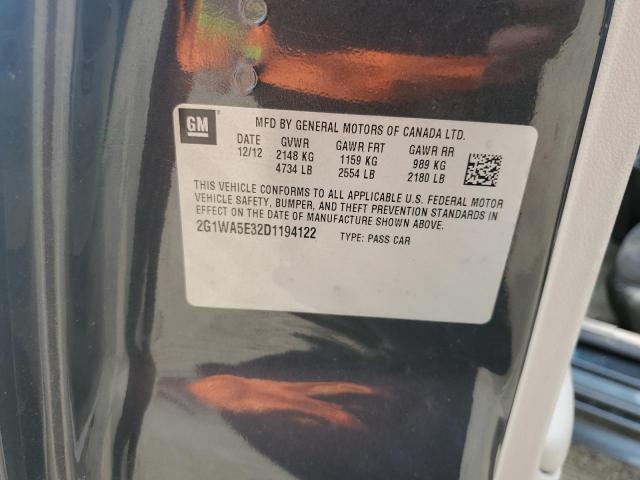 GM
MFD BY GENERAL MOTORS OF CANADA LTD.
DATE GVWR GAWR FRT GAWR RR
12/12 2148 KG 1159 KG 989 KG
4734 LB 2554 LB 2180 LB
THIS VEHICLE CONFORMS TO ALL APPLICABLE U.S. FEDERAL MOTOR
VEHICLE SAFETY, BUMPER, AND THEFT PREVENTION STANDARDS IN
EFFECT ON THE DATE OF MANUFACTURE SHOWN ABOVE.
2G1WA5E32D1194122 TYPE: PASS CAR